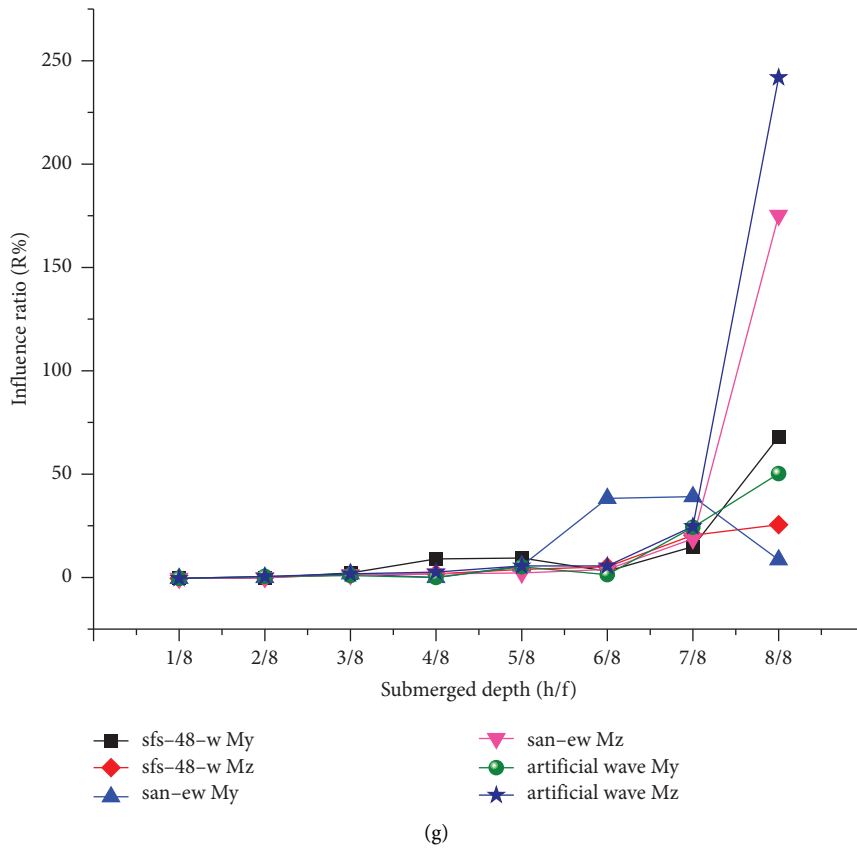 250
200
150
100
50
0
Influence ratio (R%)
1/8 2/8 3/8 4/8 5/8 6/8 7/8 8/8
Submerged depth (h/f)
sfs–48–w My
sfs–48–w Mz
san–ew My
san–ew Mz
artificial wave My
artificial wave Mz
(g)